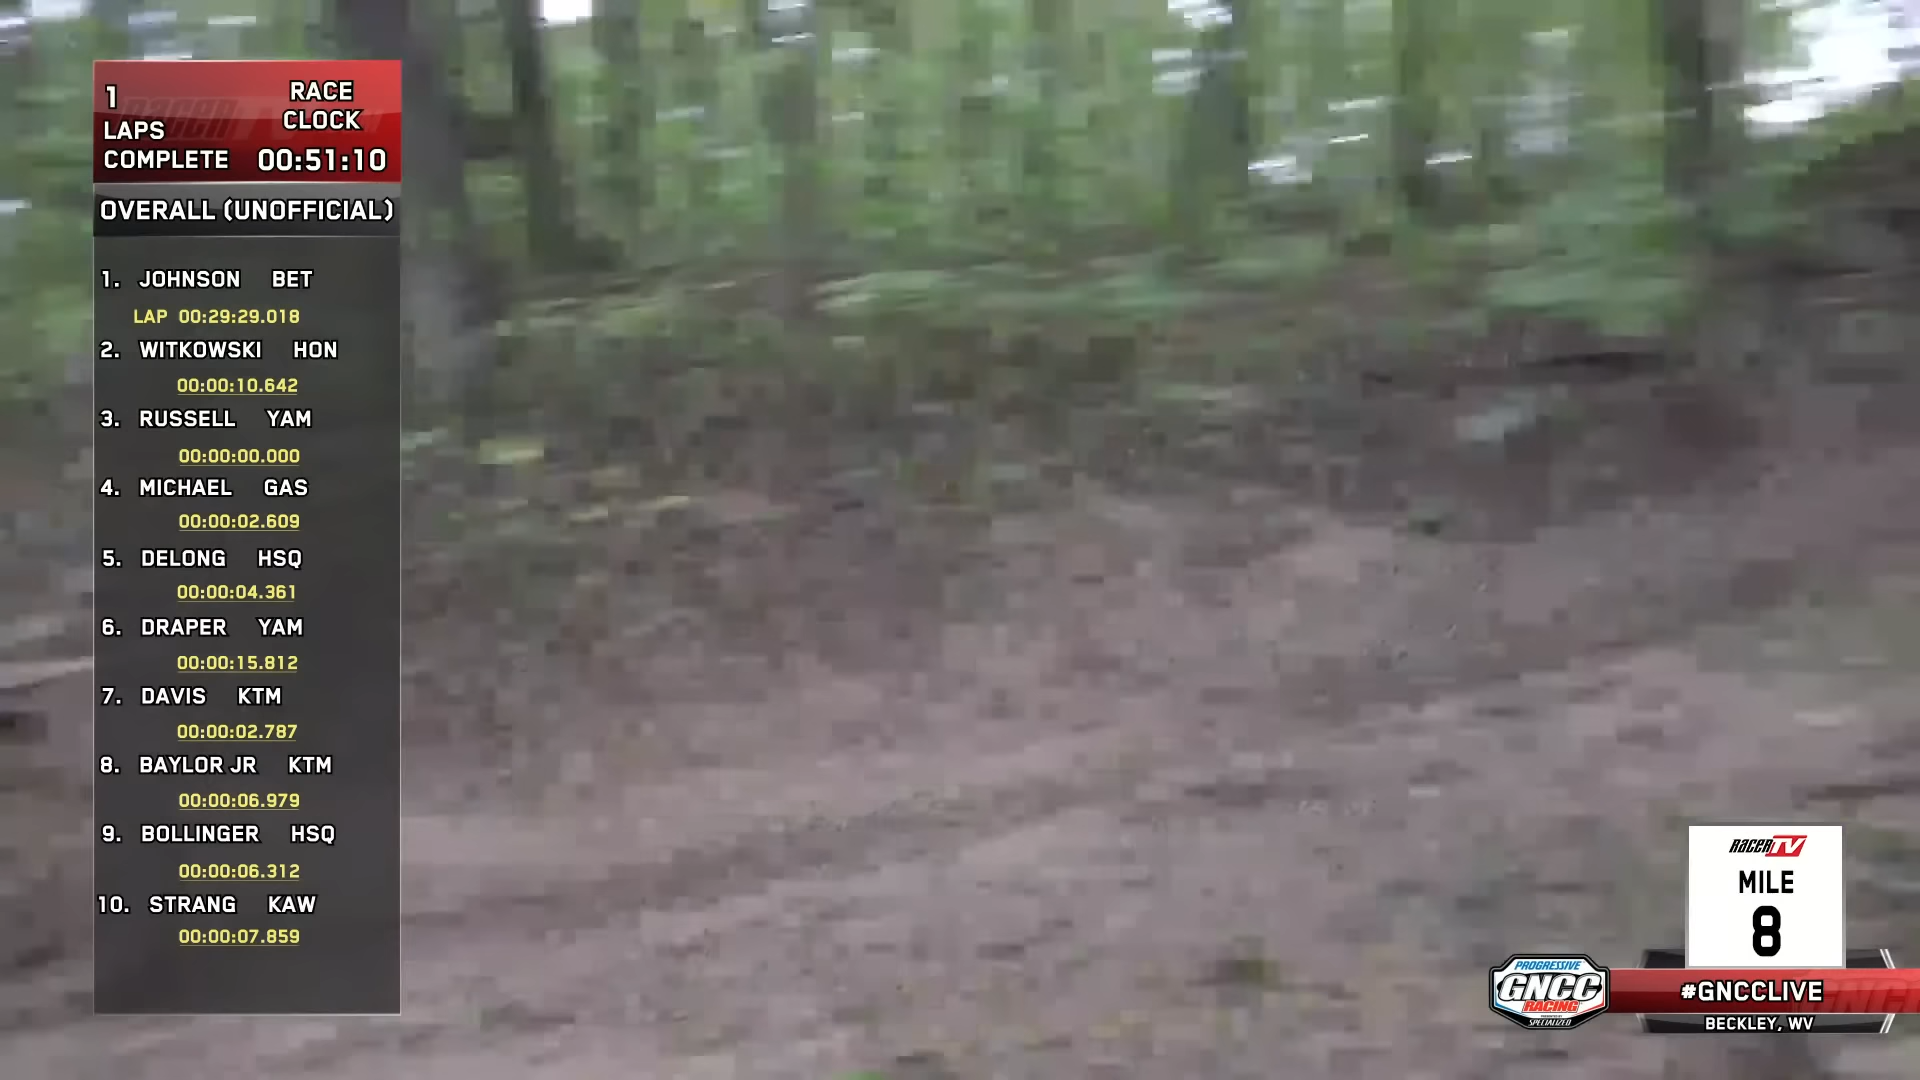 1
LAPS
COMPLETE
RACE
CLOCK
00:51:10
OVERALL (UNOFFICIAL)
1. JOHNSON BET
LAP 00:29:29.018
2. WITKOWSKI HON
00:00:10.642
3. RUSSELL YAM
00:00:00.000
4. MICHAEL GAS
00:00:02.609
5. DELONG HSQ
00:00:04.361
6. DRAPER YAM
00:00:15.812
7. DAVIS KTM
00:00:02.787
8. BAYLOR JR KTM
00:00:06.979
9. BOLLINGER HSQ
00:00:06.312
10. STRANG KAW
00:00:07.859
RACER TV
MILE
8
PROGRESSIVE
GNCC
RACING
SPECIALIZED
#GNCCLIVE
BECKLEY, WV